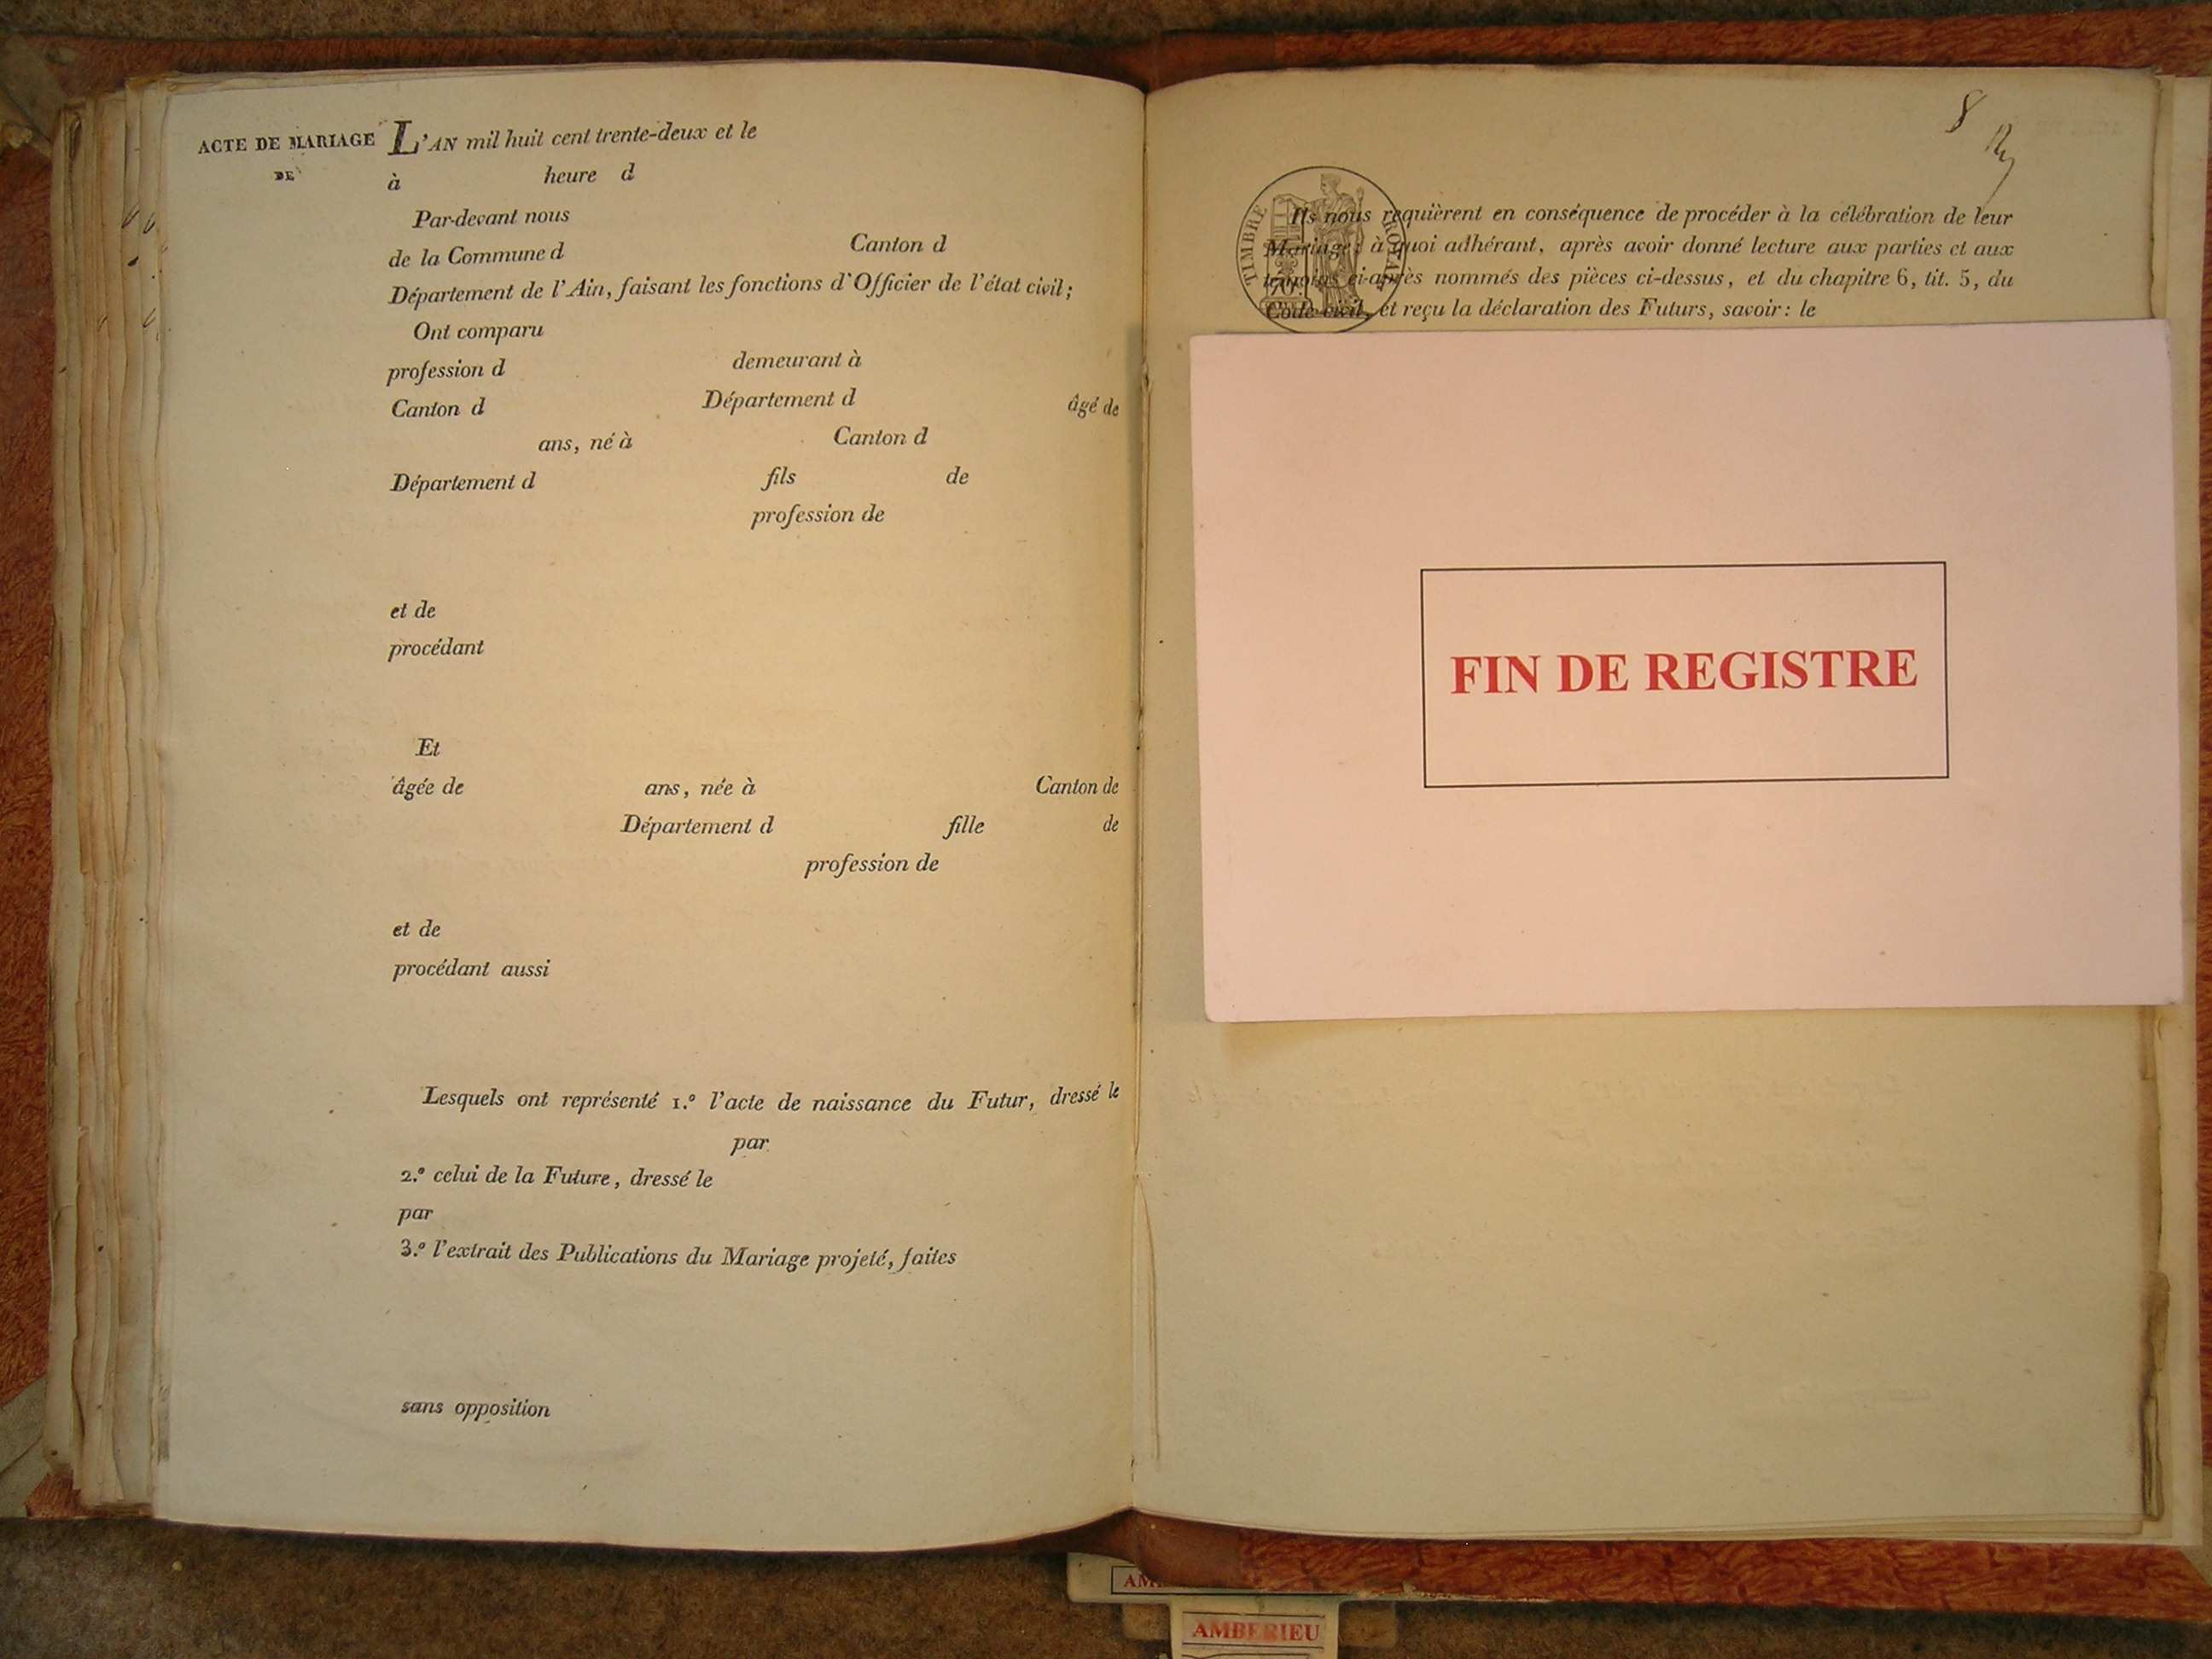 ACTE DE MARIAGE
DE
L'AN mil huit cent trente-deux et le
à heure d
Par-devant nous
de la Commune d Canton d
Département de l'Ain, faisant les fonctions d'Officier de l'état civil;
Ont comparu
profession d demeurant à
Canton d Département d âgé de
ans, né à Canton d
Département d fils de
profession de
et de
procédant
Et
âgée de ans, née à Canton de
Département d fille de
profession de
et de
procédant aussi
Lesquels ont représenté 1.º l'acte de naissance du Futur, dressé le
par
2.º celui de la Future, dressé le
par
3.º l'extrait des Publications du Mariage projeté, faites
sans opposition
8
TIMBRE ROYAL
Ils nous requièrent en conséquence de procéder à la célébration de leur
Mariage; à quoi adhérant, après avoir donné lecture aux parties et aux
témoins ci-après nommés des pièces ci-dessus, et du chapitre 6, tit. 5, du
Code civil, et reçu la déclaration des Futurs, savoir: le
FIN DE REGISTRE
AMBERIEU